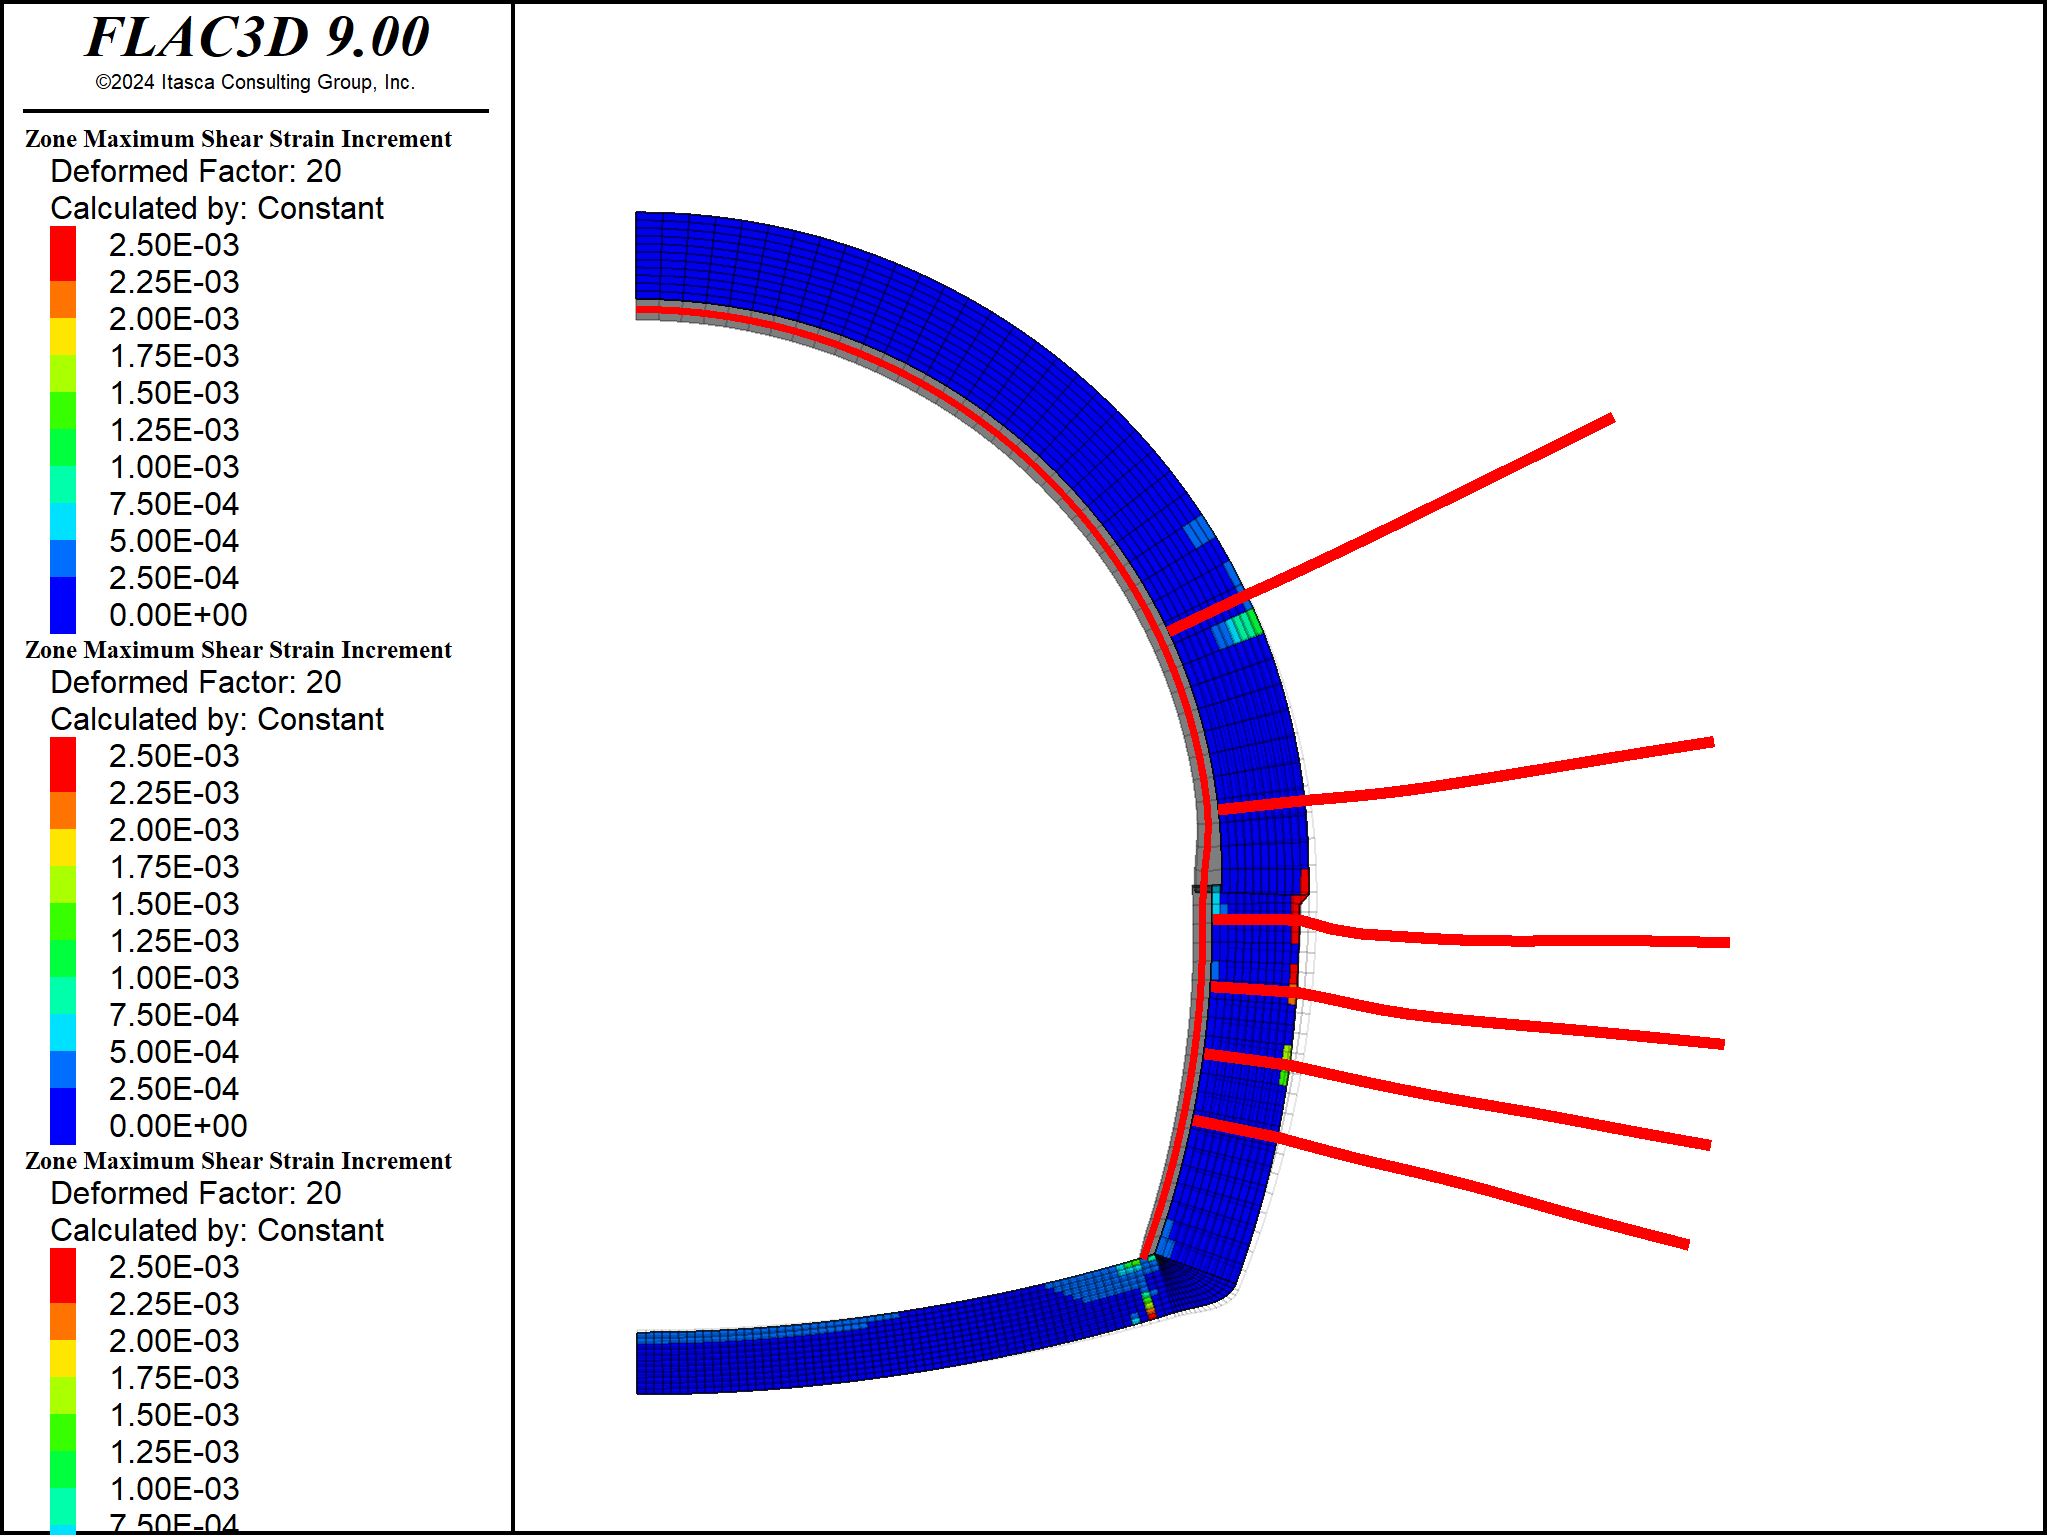 FLAC3D 9.00
©2024 Itasca Consulting Group, Inc.
Zone Maximum Shear Strain Increment
Deformed Factor: 20
Calculated by: Constant
2.50E-03
2.25E-03
2.00E-03
1.75E-03
1.50E-03
1.25E-03
1.00E-03
7.50E-04
5.00E-04
2.50E-04
0.00E+00
Zone Maximum Shear Strain Increment
Deformed Factor: 20
Calculated by: Constant
2.50E-03
2.25E-03
2.00E-03
1.75E-03
1.50E-03
1.25E-03
1.00E-03
7.50E-04
5.00E-04
2.50E-04
0.00E+00
Zone Maximum Shear Strain Increment
Deformed Factor: 20
Calculated by: Constant
2.50E-03
2.25E-03
2.00E-03
1.75E-03
1.50E-03
1.25E-03
1.00E-03
7.50E-04